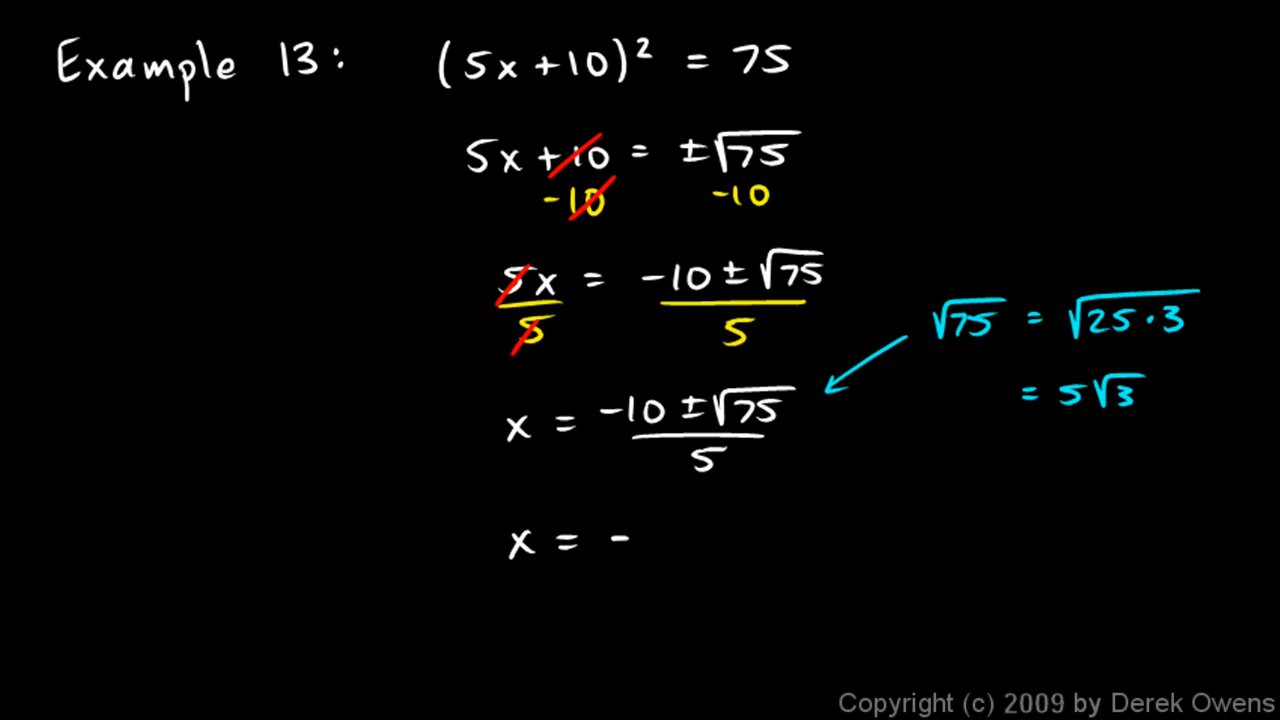 Example 13: (5x + 10)² = 75
5x + 10 = ±√75
-10 -10
5x = -10 ± √75
5 5
√75 = √25·3
= 5√3
x = -10 ± √75
5
x = -
Copyright (c) 2009 by Derek Owens